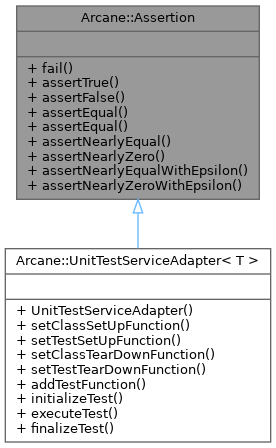 Arcane::Assertion
+ fail()
+ assertTrue()
+ assertFalse()
+ assertEqual()
+ assertEqual()
+ assertNearlyEqual()
+ assertNearlyZero()
+ assertNearlyEqualWithEpsilon()
+ assertNearlyZeroWithEpsilon()
Arcane::UnitTestServiceAdapter< T >
+ UnitTestServiceAdapter()
+ setClassSetUpFunction()
+ setTestSetUpFunction()
+ setClassTearDownFunction()
+ setTestTearDownFunction()
+ addTestFunction()
+ initializeTest()
+ executeTest()
+ finalizeTest()